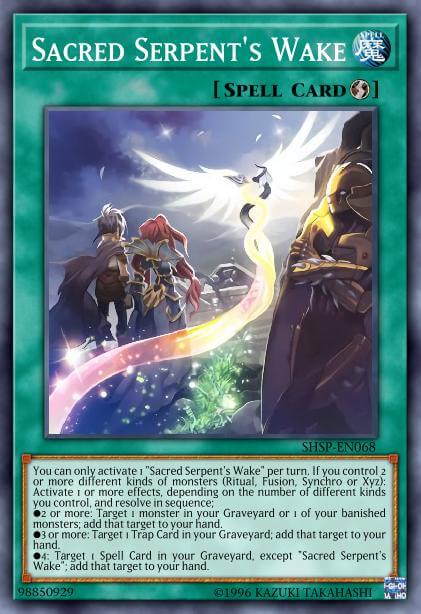 SACRED SERPENT'S WAKE
[SPELL CARD]
SHSP-EN068
You can only activate 1 "Sacred Serpent's Wake" per turn. If you control 2
or more different kinds of monsters (Ritual, Fusion, Synchro or Xyz):
Activate 1 or more effects, depending on the number of different kinds
you control, and resolve in sequence;
●2 or more: Target 1 monster in your Graveyard or 1 of your banished
monsters; add that target to your hand.
●3 or more: Target 1 Trap Card in your Graveyard; add that target to your
hand.
●4: Target 1 Spell Card in your Graveyard, except "Sacred Serpent's
Wake"; add that target to your hand.
98850929
©1996 KAZUKI TAKAHASHI